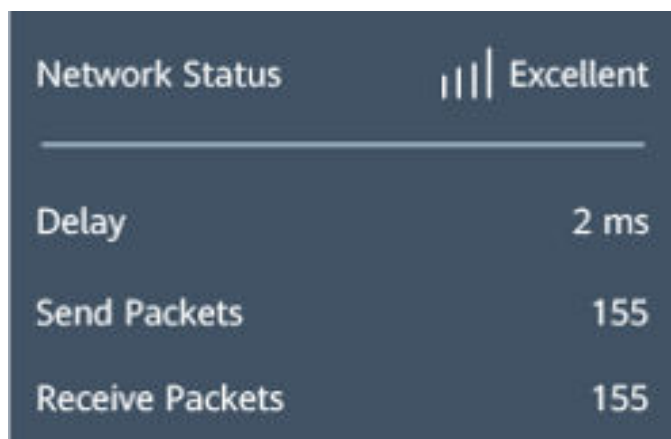 Network Status Excellent
Delay 2 ms
Send Packets 155
Receive Packets 155